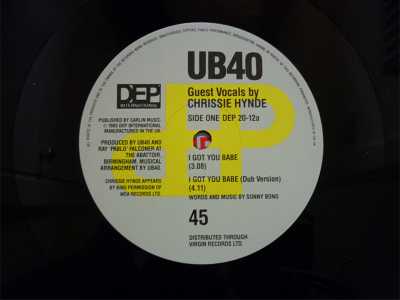 UB40
DEP
INTERNATIONAL
Guest Vocals by
CHRISSIE HYNDE
PUBLISHED BY CARLIN MUSIC.
℗ 1985 DEP INTERNATIONAL
MANUFACTURED IN THE UK
SIDE ONE DEP 20-12a
PRODUCED BY UB40 AND
RAY 'PABLO' FALCONER AT
THE ABATTOIR,
BIRMINGHAM, MUSICAL
ARRANGEMENT BY UB40.
I GOT YOU BABE
(3.08)
CHRISSIE HYNDE APPEARS
BY KIND PERMISSION OF
WEA RECORDS LTD.
I GOT YOU BABE (Dub Version)
(4.11)
WORDS AND MUSIC BY SONNY BONO
45
DISTRIBUTED THROUGH
VIRGIN RECORDS LTD.